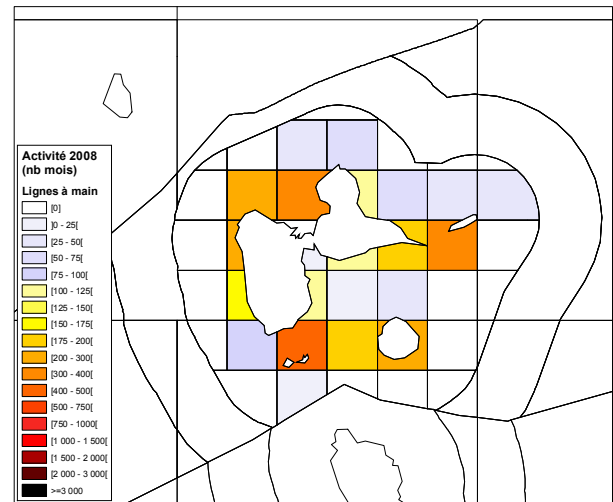 Activité 2008
(nb mois)
Lignes à main
[0]
]0 - 25[
[25 - 50[
[50 - 75[
[75 - 100[
[100 - 125[
[125 - 150[
[150 - 175[
[175 - 200[
[200 - 300[
[300 - 400[
[400 - 500[
[500 - 750[
[750 - 1000[
[1 000 - 1 500[
[1 500 - 2 000[
[2 000 - 3 000[
>=3 000